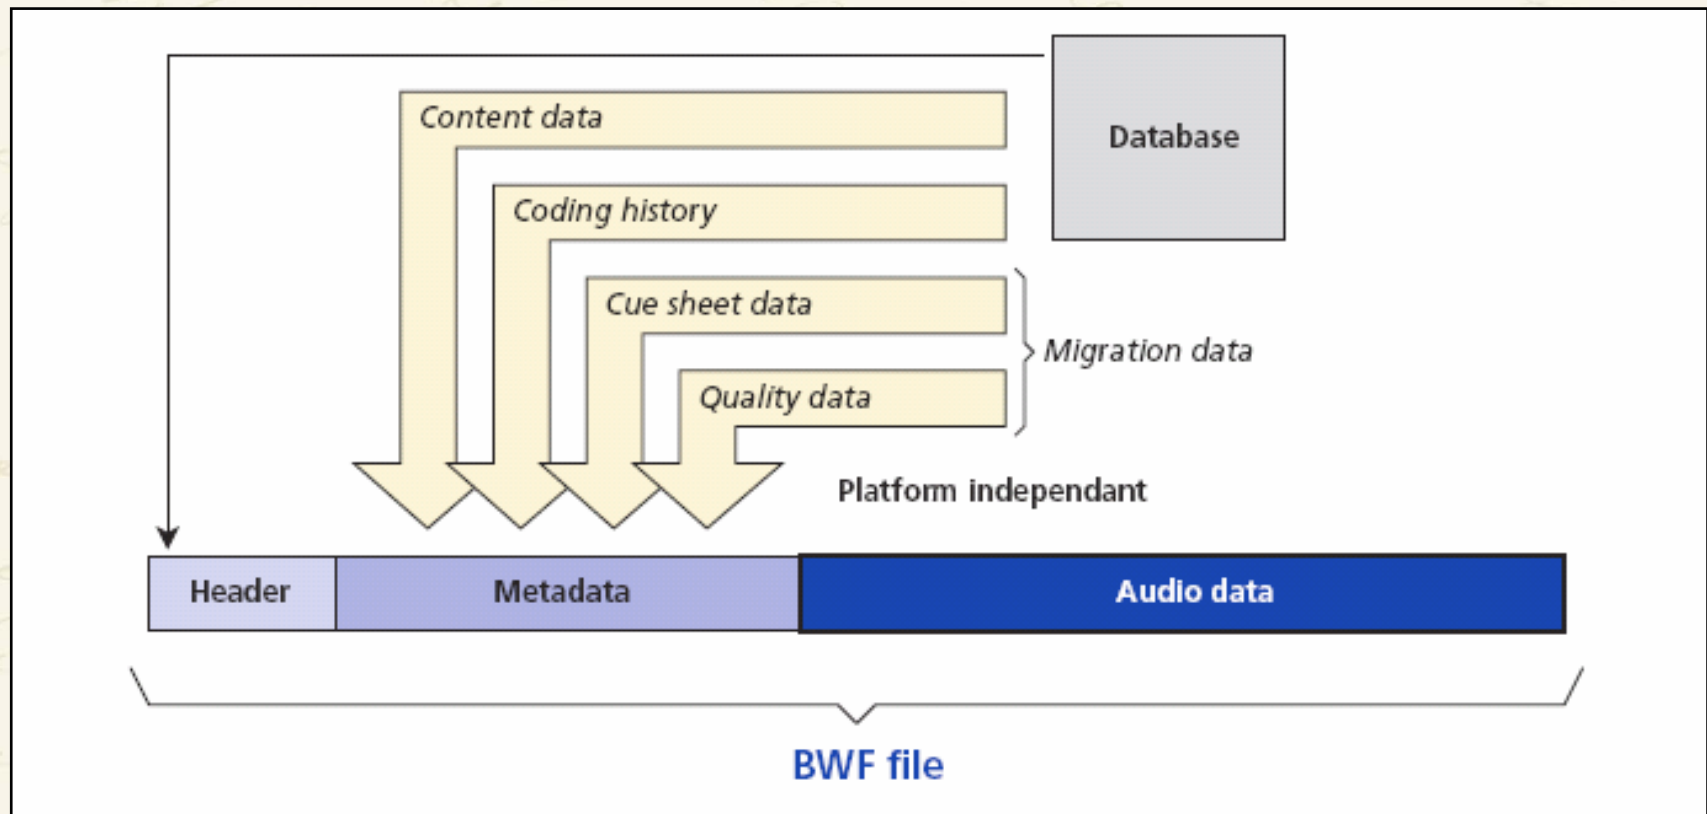 Content data
Database
Coding history
Cue sheet data
Migration data
Quality data
Platform independant
Header
Metadata
Audio data
BWF file